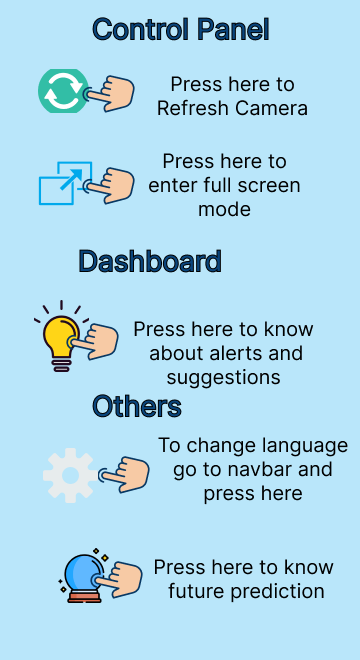 Control Panel
Press here to
Refresh Camera
Press here to
enter full screen
mode
Dashboard
Press here to know
about alerts and
suggestions
Others
To change language
go to navbar and
press here
Press here to know
future prediction